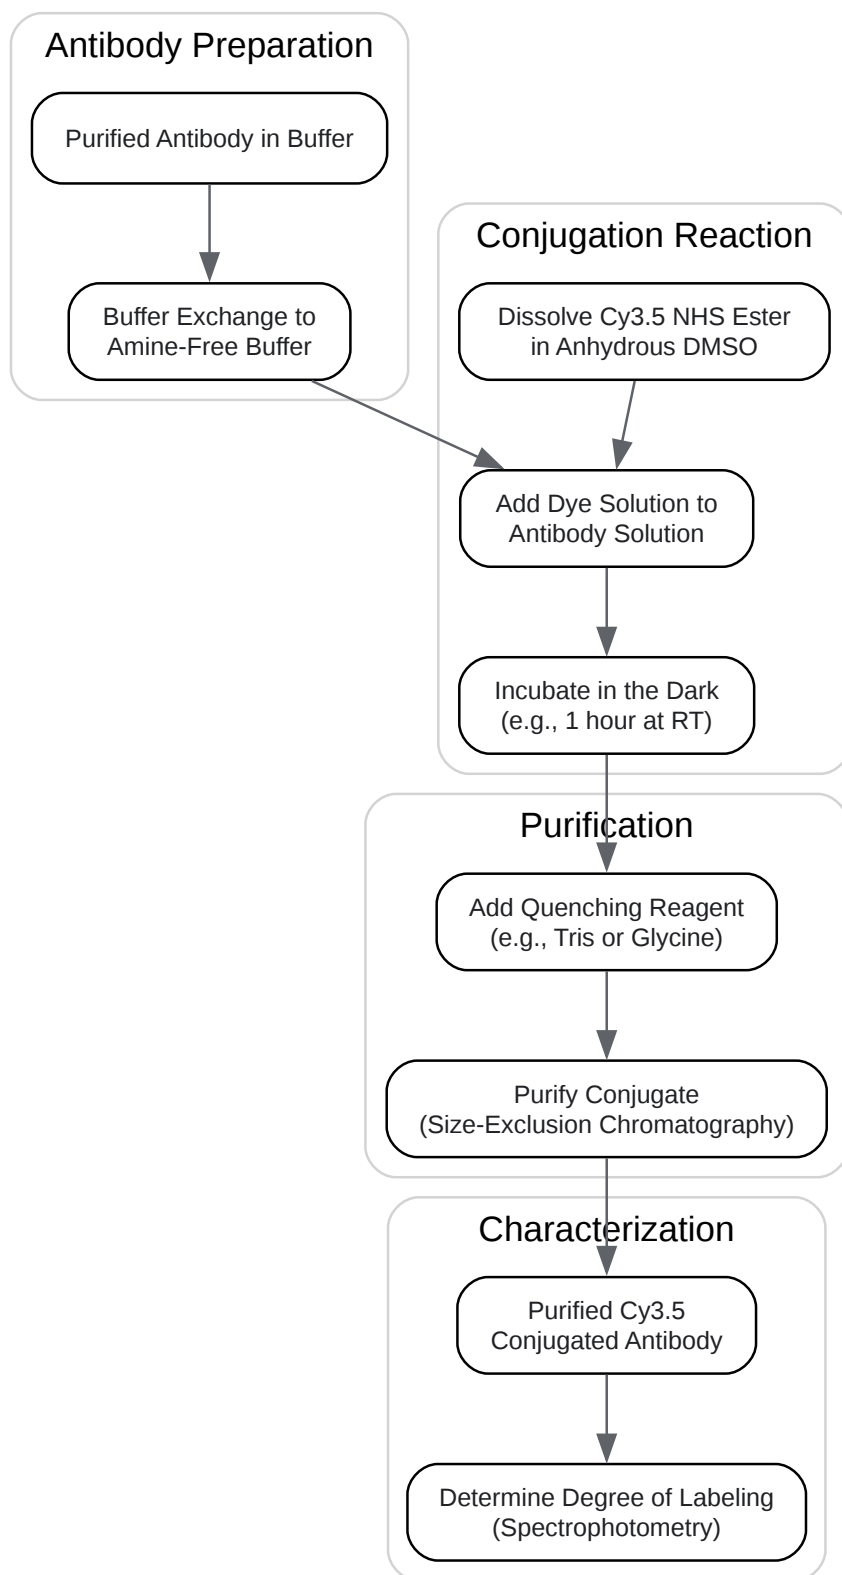 Antibody Preparation
Purified Antibody in Buffer
Buffer Exchange to
Amine-Free Buffer
Conjugation Reaction
Dissolve Cy3.5 NHS Ester
in Anhydrous DMSO
Add Dye Solution to
Antibody Solution
Incubate in the Dark
(e.g., 1 hour at RT)
Purification
Add Quenching Reagent
(e.g., Tris or Glycine)
Purify Conjugate
(Size-Exclusion Chromatography)
Characterization
Purified Cy3.5
Conjugated Antibody
Determine Degree of Labeling
(Spectrophotometry)